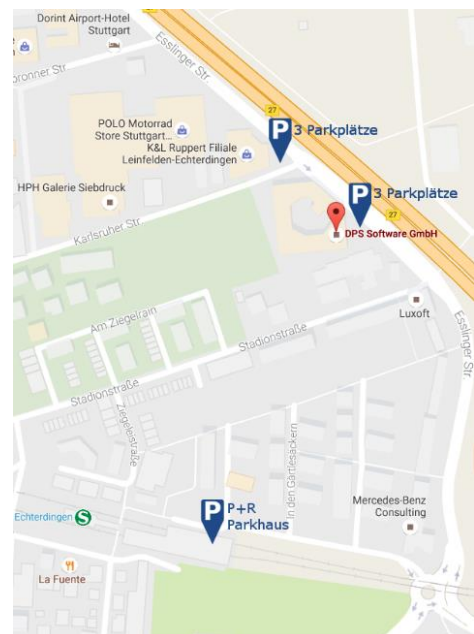 Dorint Airport-Hotel
Stuttgart
Esslinger Str.
bronner Str
27
POLO Motorrad
Store Stuttgart...
P 3 Parkplätze
K&L Ruppert Filiale
Leinfelden-Echterdingen
HPH Galerie Siebdruck
P 3 Parkplätze
27
Karlsruher Str.
DPS Software GmbH
Am Ziegelrain
Luxoft
Stadionstraße
Esslinger Str.
Stadionstraße
Ziegeleistraße
In den Gärtlesäckern
Mercedes-Benz
Consulting
P P+R
Parkhaus
Echterdingen S
La Fuente